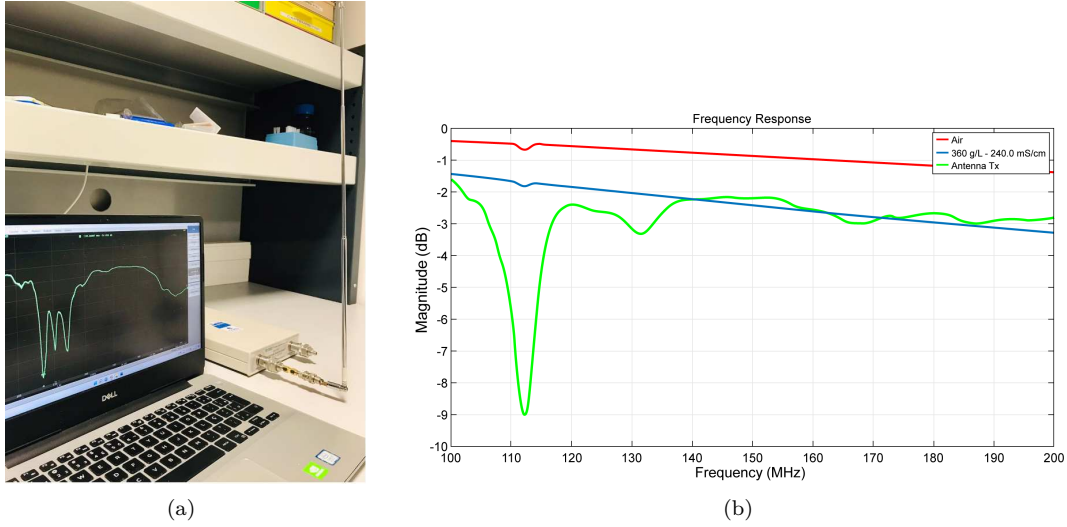 DELL
(a)
Frequency Response
Air
360 g/L - 240.0 mS/cm
Antenna Tx
Magnitude (dB)
0
-1
-2
-3
-4
-5
-6
-7
-8
-9
-10
100 110 120 130 140 150 160 170 180 190 200
Frequency (MHz)
(b)